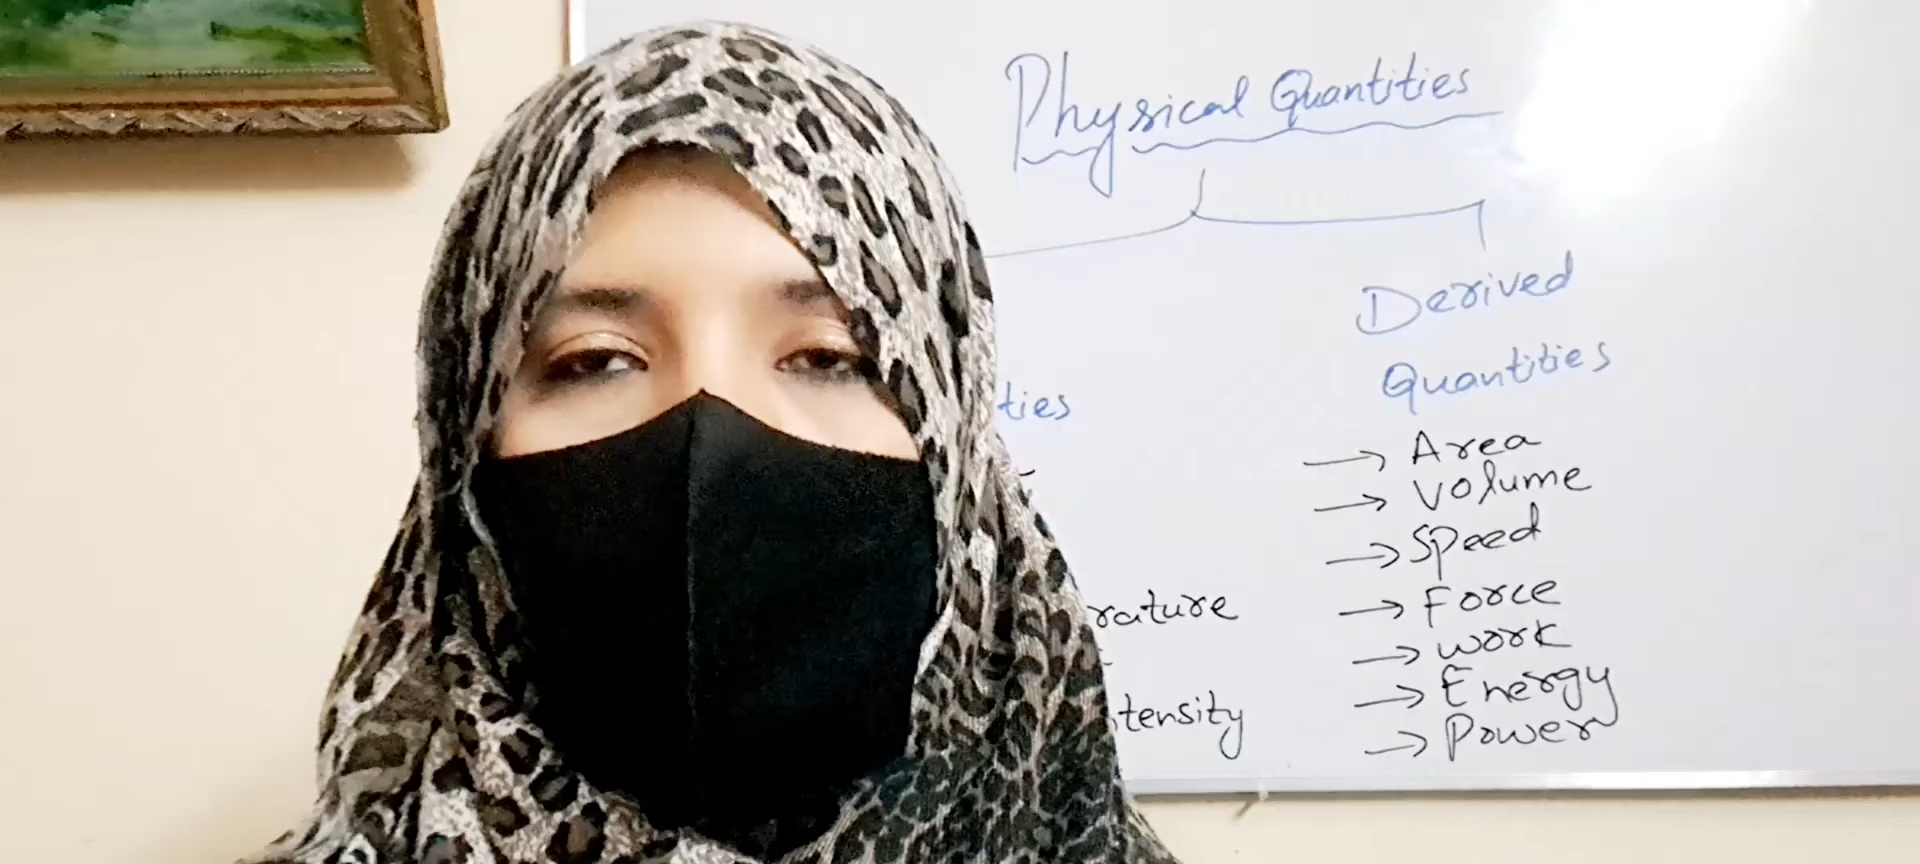 Physical Quantities
Derived
Quantities
ties
→ Area
→ Volume
→ Speed
→ Force
rature
→ work
→ Energy
tensity
→ Power